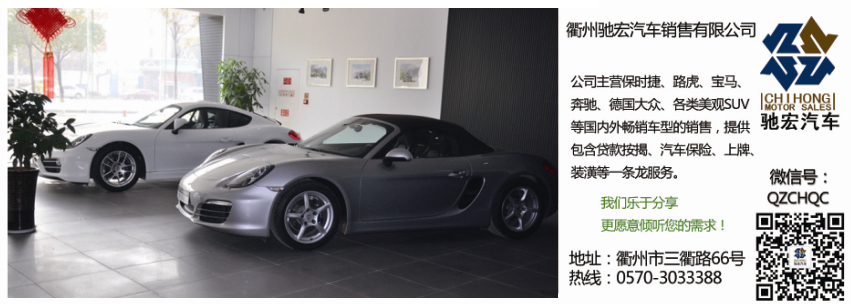 衢州驰宏汽车销售有限公司
公司主营保时捷、路虎、宝马、
奔驰、德国大众、各类美观SUV
等国内外畅销车型的销售，提供
包含贷款按揭、汽车保险、上牌、
装潢等一条龙服务。
我们乐于分享
更愿意倾听您的需求！
地址：衢州市三衢路66号
热线：0570-3033388
CHIHONG
MOTOR SALES
驰宏汽车
微信号：
QZCHQC